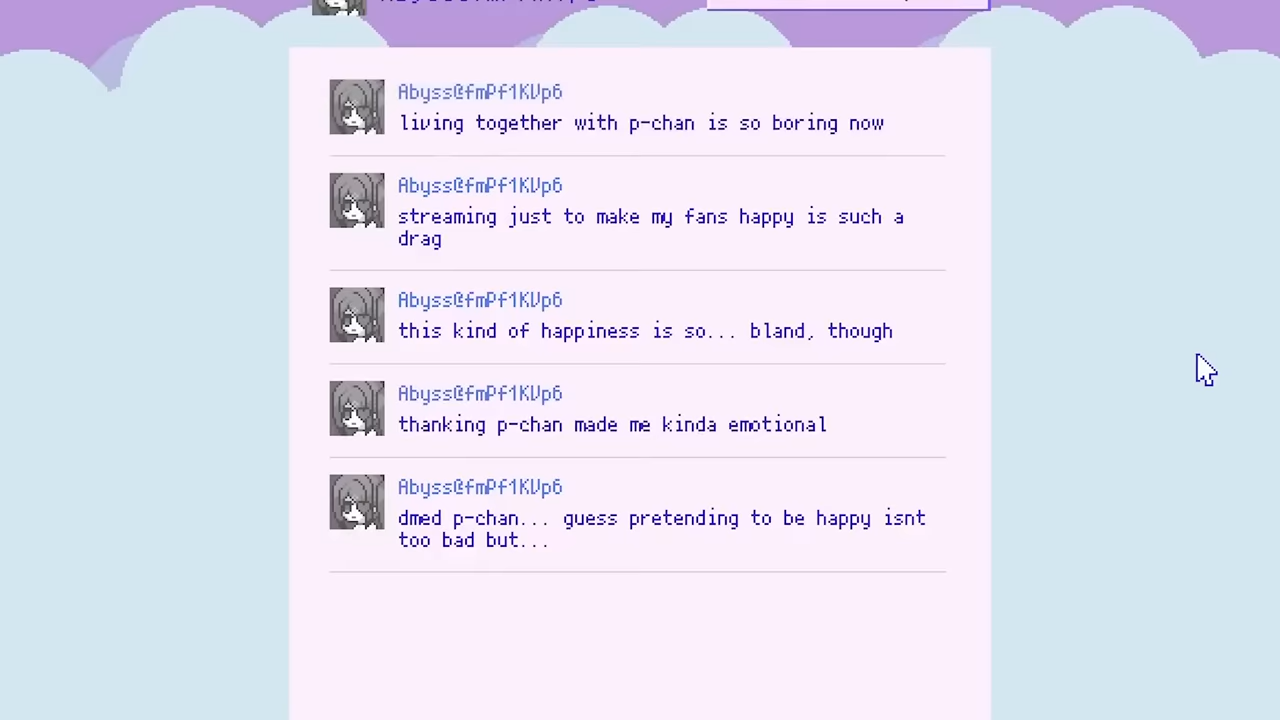 Abyss@fmPf1KVp6
living together with p-chan is so boring now
Abyss@fmPf1KVp6
streaming just to make my fans happy is such a
drag
Abyss@fmPf1KVp6
this kind of happiness is so... bland, though
Abyss@fmPf1KVp6
thanking p-chan made me kinda emotional
Abyss@fmPf1KVp6
dmed p-chan... guess pretending to be happy isnt
too bad but...